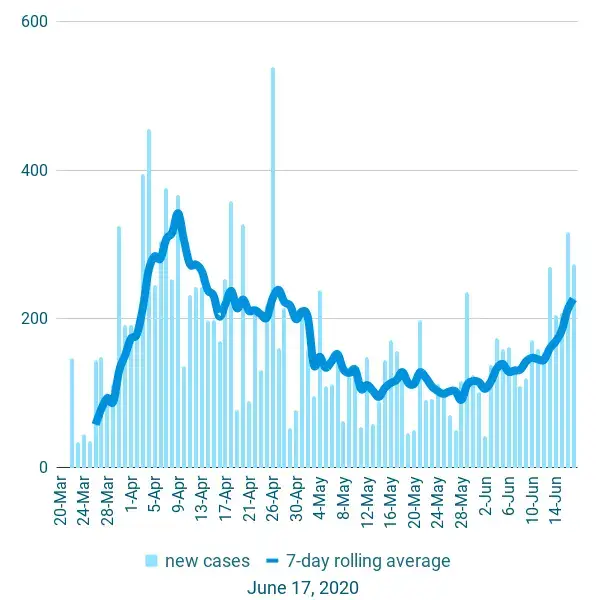 600
400
200
0
20-Mar
24-Mar
28-Mar
1-Apr
5-Apr
9-Apr
13-Apr
17-Apr
21-Apr
26-Apr
30-Apr
4-May
8-May
12-May
16-May
20-May
24-May
28-May
2-Jun
6-Jun
10-Jun
14-Jun
new cases 7-day rolling average
June 17, 2020